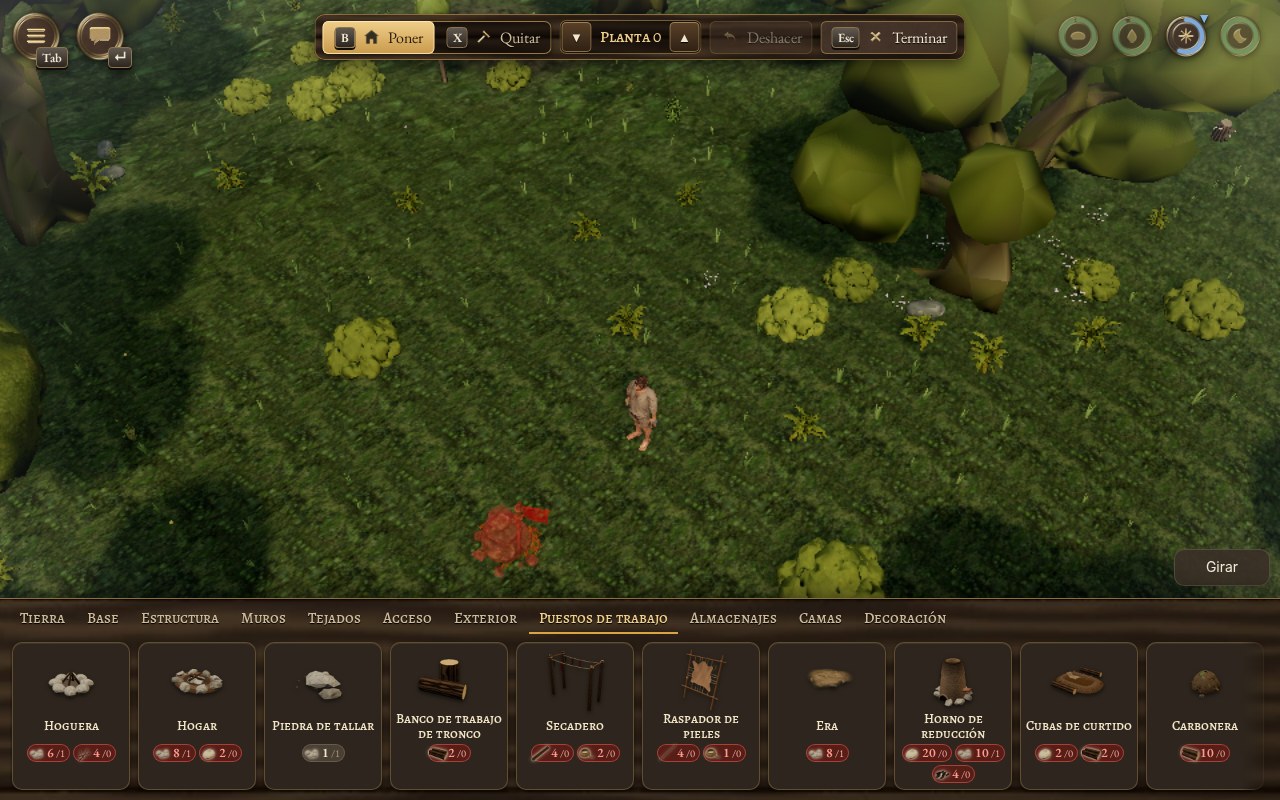 B Poner X Quitar ▼ Planta 0 ▲ Deshacer Esc Terminar
Tab
Girar
Tierra Base Estructura Muros Tejados Acceso Exterior Puestos de trabajo Almacenajes Camas Decoración
Hoguera
6/1 4/0
Hogar
8/1 2/0
Piedra de tallar
1/1
Banco de trabajo
de tronco
2/0
Secadero
4/0 2/0
Raspador de
pieles
4/0 1/0
Era
8/1
Horno de
reducción
20/0 10/1
4/0
Cubas de curtido
2/0 2/0
Carbonera
10/0